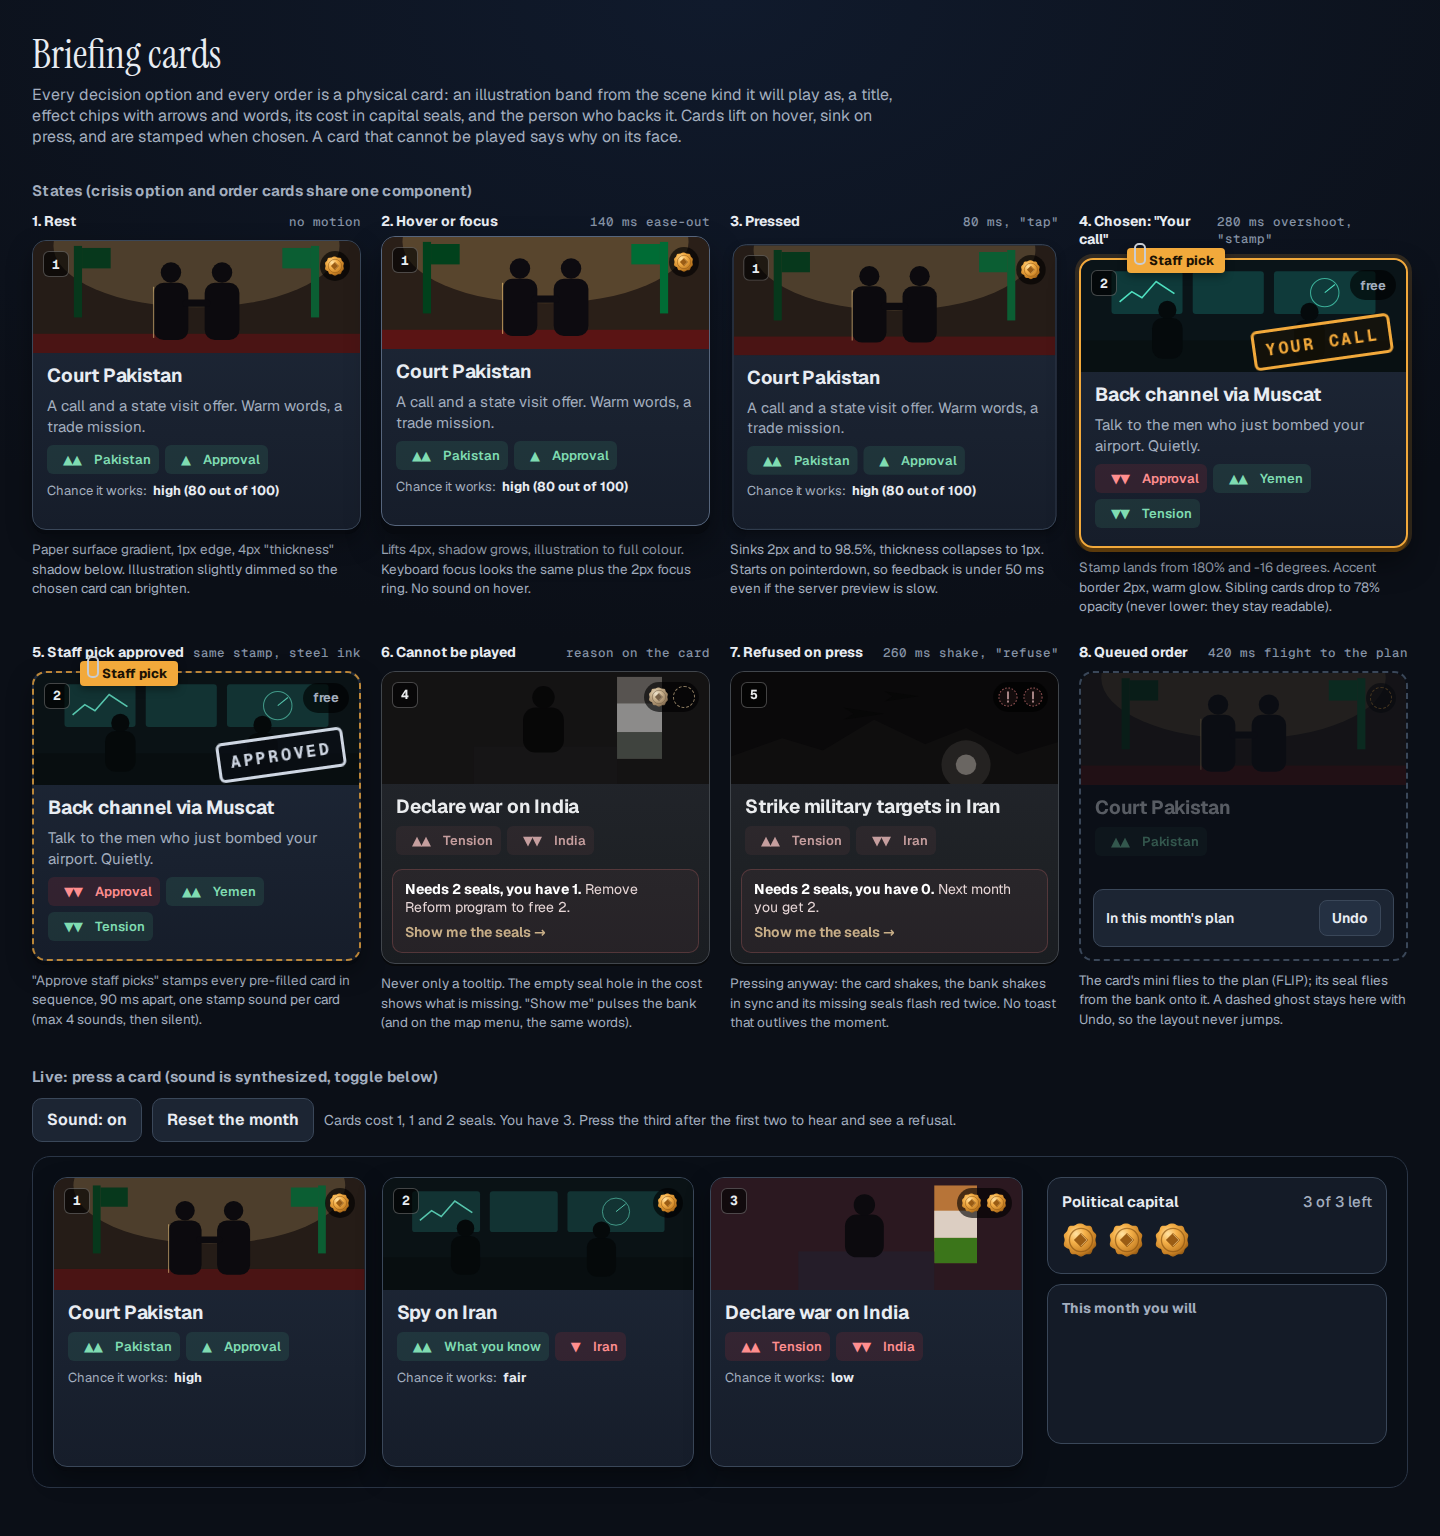 Briefing cards
Every decision option and every order is a physical card: an illustration band from the scene kind it will play as, a title,
effect chips with arrows and words, its cost in capital seals, and the person who backs it. Cards lift on hover, sink on
press, and are stamped when chosen. A card that cannot be played says why on its face.
States (crisis option and order cards share one component)
1. Rest
no motion
1
Court Pakistan
A call and a state visit offer. Warm words, a
trade mission.
▲▲ Pakistan ▲ Approval
Chance it works: high (80 out of 100)
Paper surface gradient, 1px edge, 4px "thickness"
shadow below. Illustration slightly dimmed so the
chosen card can brighten.
2. Hover or focus
140 ms ease-out
1
Court Pakistan
A call and a state visit offer. Warm words, a
trade mission.
▲▲ Pakistan ▲ Approval
Chance it works: high (80 out of 100)
Lifts 4px, shadow grows, illustration to full colour.
Keyboard focus looks the same plus the 2px focus
ring. No sound on hover.
3. Pressed
80 ms, "tap"
1
Court Pakistan
A call and a state visit offer. Warm words, a
trade mission.
▲▲ Pakistan ▲ Approval
Chance it works: high (80 out of 100)
Sinks 2px and to 98.5%, thickness collapses to 1px.
Starts on pointerdown, so feedback is under 50 ms
even if the server preview is slow.
4. Chosen: "Your
call"
280 ms overshoot,
"stamp"
Staff pick
2
free
YOUR CALL
Back channel via Muscat
Talk to the men who just bombed your
airport. Quietly.
▼▼ Approval ▲▲ Yemen
▼▼ Tension
Stamp lands from 180% and -16 degrees. Accent
border 2px, warm glow. Sibling cards drop to 78%
opacity (never lower: they stay readable).
5. Staff pick approved
same stamp, steel ink
Staff pick
2
free
APPROVED
Back channel via Muscat
Talk to the men who just bombed your
airport. Quietly.
▼▼ Approval ▲▲ Yemen
▼▼ Tension
"Approve staff picks" stamps every pre-filled card in
sequence, 90 ms apart, one stamp sound per card
(max 4 sounds, then silent).
6. Cannot be played
reason on the card
4
Declare war on India
▲▲ Tension ▼▼ India
Needs 2 seals, you have 1. Remove
Reform program to free 2.
Show me the seals →
Never only a tooltip. The empty seal hole in the cost
shows what is missing. "Show me" pulses the bank
(and on the map menu, the same words).
7. Refused on press
260 ms shake, "refuse"
5
Strike military targets in Iran
▲▲ Tension ▼▼ Iran
Needs 2 seals, you have 0. Next month
you get 2.
Show me the seals →
Pressing anyway: the card shakes, the bank shakes
in sync and its missing seals flash red twice. No toast
that outlives the moment.
8. Queued order
420 ms flight to the plan
Court Pakistan
▲▲ Pakistan
In this month's plan
Undo
The card's mini flies to the plan (FLIP); its seal flies
from the bank onto it. A dashed ghost stays here with
Undo, so the layout never jumps.
Live: press a card (sound is synthesized, toggle below)
Sound: on
Reset the month
Cards cost 1, 1 and 2 seals. You have 3. Press the third after the first two to hear and see a refusal.
1
Court Pakistan
▲▲ Pakistan ▲ Approval
Chance it works: high
2
Spy on Iran
▲▲ What you know ▼ Iran
Chance it works: fair
3
Declare war on India
▲▲ Tension ▼▼ India
Chance it works: low
Political capital
3 of 3 left
This month you will